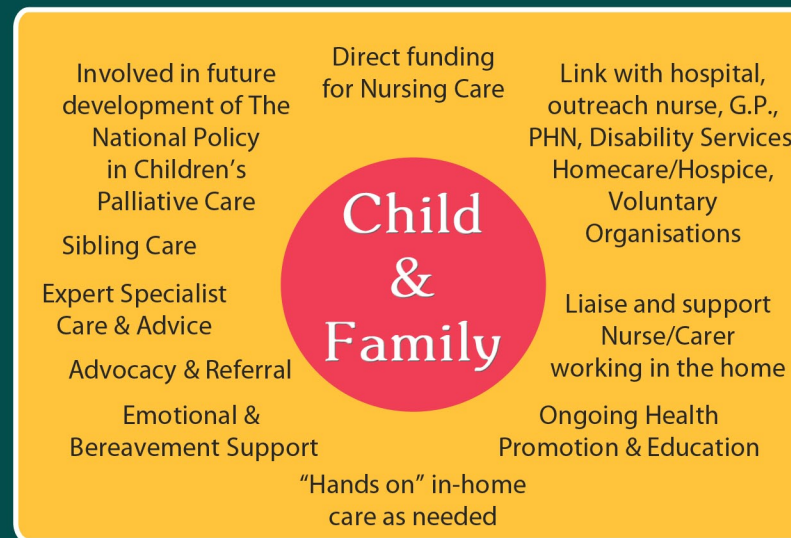 Involved in future
development of The
National Policy
in Children's
Palliative Care
Sibling Care
Expert Specialist
Care & Advice
Advocacy & Referral
Emotional &
Bereavement Support
Direct funding
for Nursing Care
Child
&
Family
"Hands on" in-home
care as needed
Link with hospital,
outreach nurse, G.P.,
PHN, Disability Services
Homecare/Hospice,
Voluntary
Organisations
Liaise and support
Nurse/Carer
working in the home
Ongoing Health
Promotion & Education